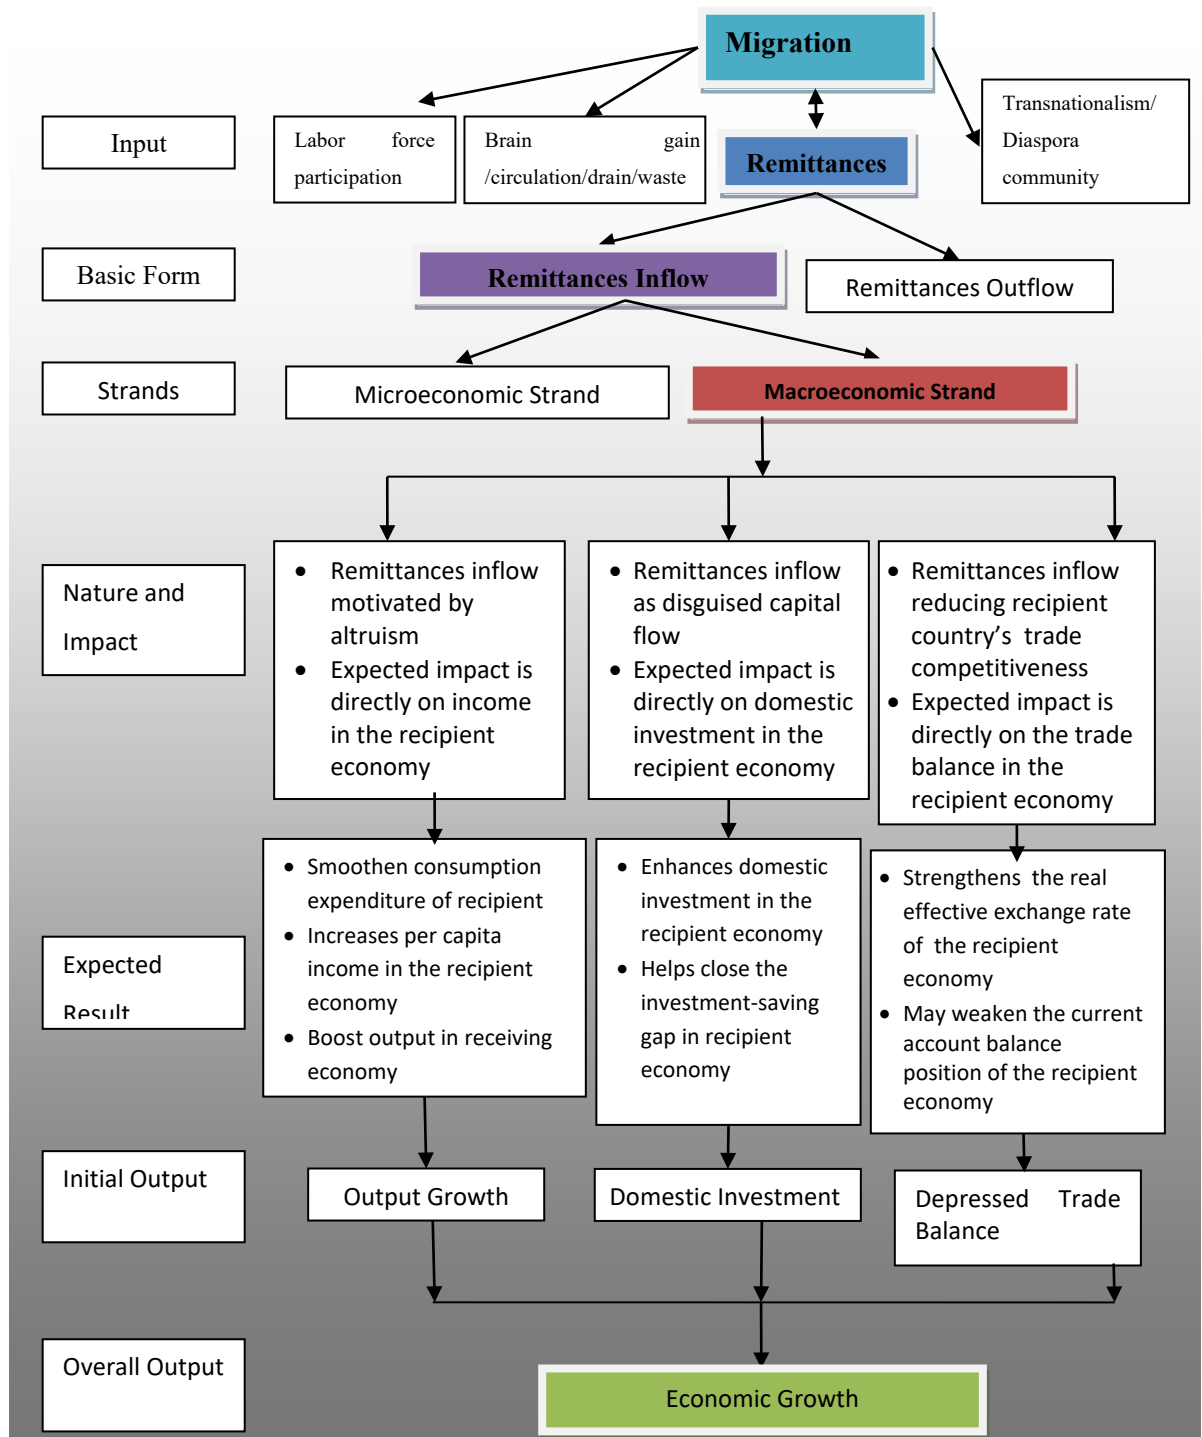 Migration
Input
Labor force
participation
Brain gain
/circulation/drain/waste
Remittances
Transnationalism/
Diaspora
community
Basic Form
Remittances Inflow
Remittances Outflow
Strands
Microeconomic Strand
Macroeconomic Strand
Nature and
Impact
• Remittances inflow
motivated by
altruism
• Expected impact is
directly on income
in the recipient
economy
• Remittances inflow
as disguised capital
flow
• Expected impact is
directly on domestic
investment in the
recipient economy
• Remittances inflow
reducing recipient
country’s trade
competitiveness
• Expected impact is
directly on the trade
balance in the
recipient economy
Expected
Result
• Smoothen consumption
expenditure of recipient
• Increases per capita
income in the recipient
economy
• Boost output in receiving
economy
• Enhances domestic
investment in the
recipient economy
• Helps close the
investment-saving
gap in recipient
economy
• Strengthens the real
effective exchange rate
of the recipient
economy
• May weaken the current
account balance
position of the recipient
economy
Initial Output
Output Growth
Domestic Investment
Depressed Trade
Balance
Overall Output
Economic Growth